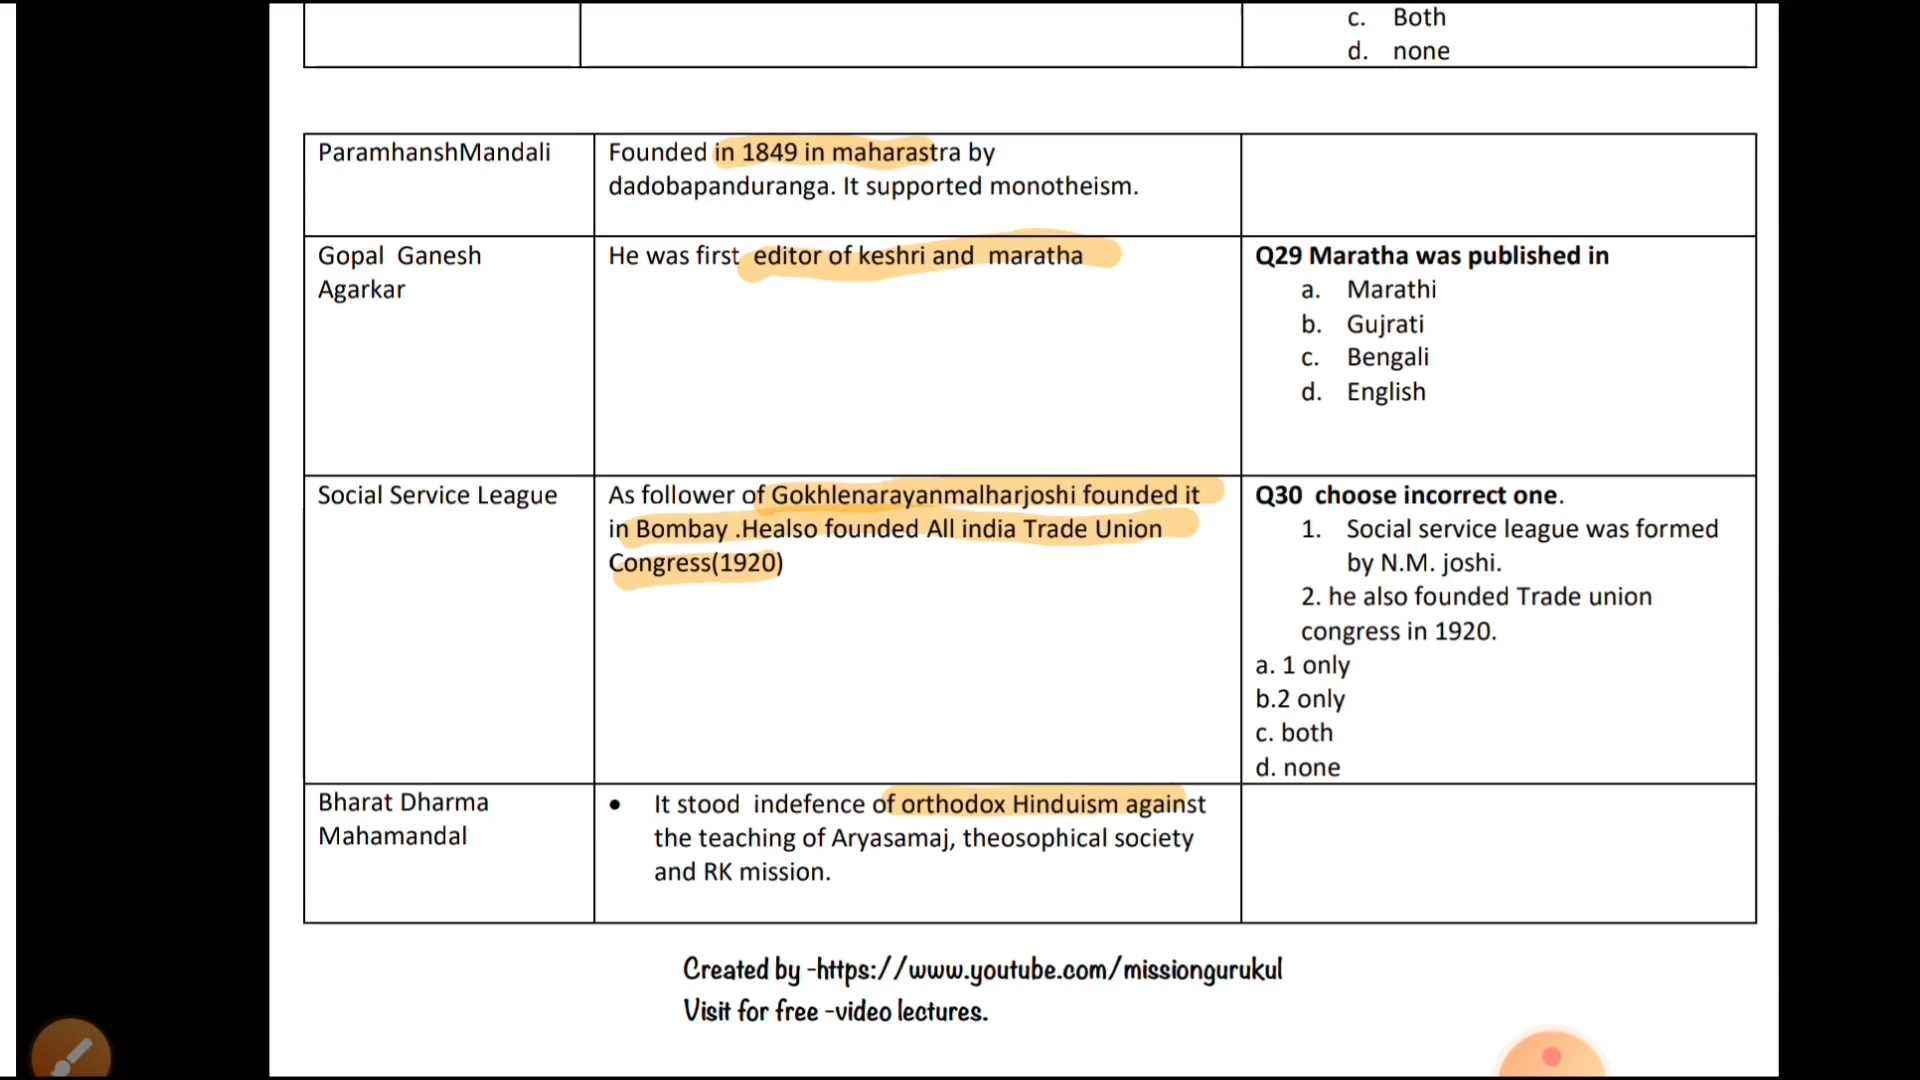 c. Both
d. none
ParamhanshMandali
Founded in 1849 in maharastra by
dadobapanduranga. It supported monotheism.
Gopal Ganesh
Agarkar
He was first editor of keshri and maratha
Q29 Maratha was published in
a. Marathi
b. Gujrati
c. Bengali
d. English
Social Service League
As follower of Gokhlenarayanmalharjoshi founded it
in Bombay .Healso founded All india Trade Union
Congress(1920)
Q30 choose incorrect one.
1. Social service league was formed
by N.M. joshi.
2. he also founded Trade union
congress in 1920.
a. 1 only
b.2 only
c. both
d. none
Bharat Dharma
Mahamandal
• It stood indefence of orthodox Hinduism against
the teaching of Aryasamaj, theosophical society
and RK mission.
Created by -https://www.youtube.com/missiongurukul
Visit for free -video lectures.